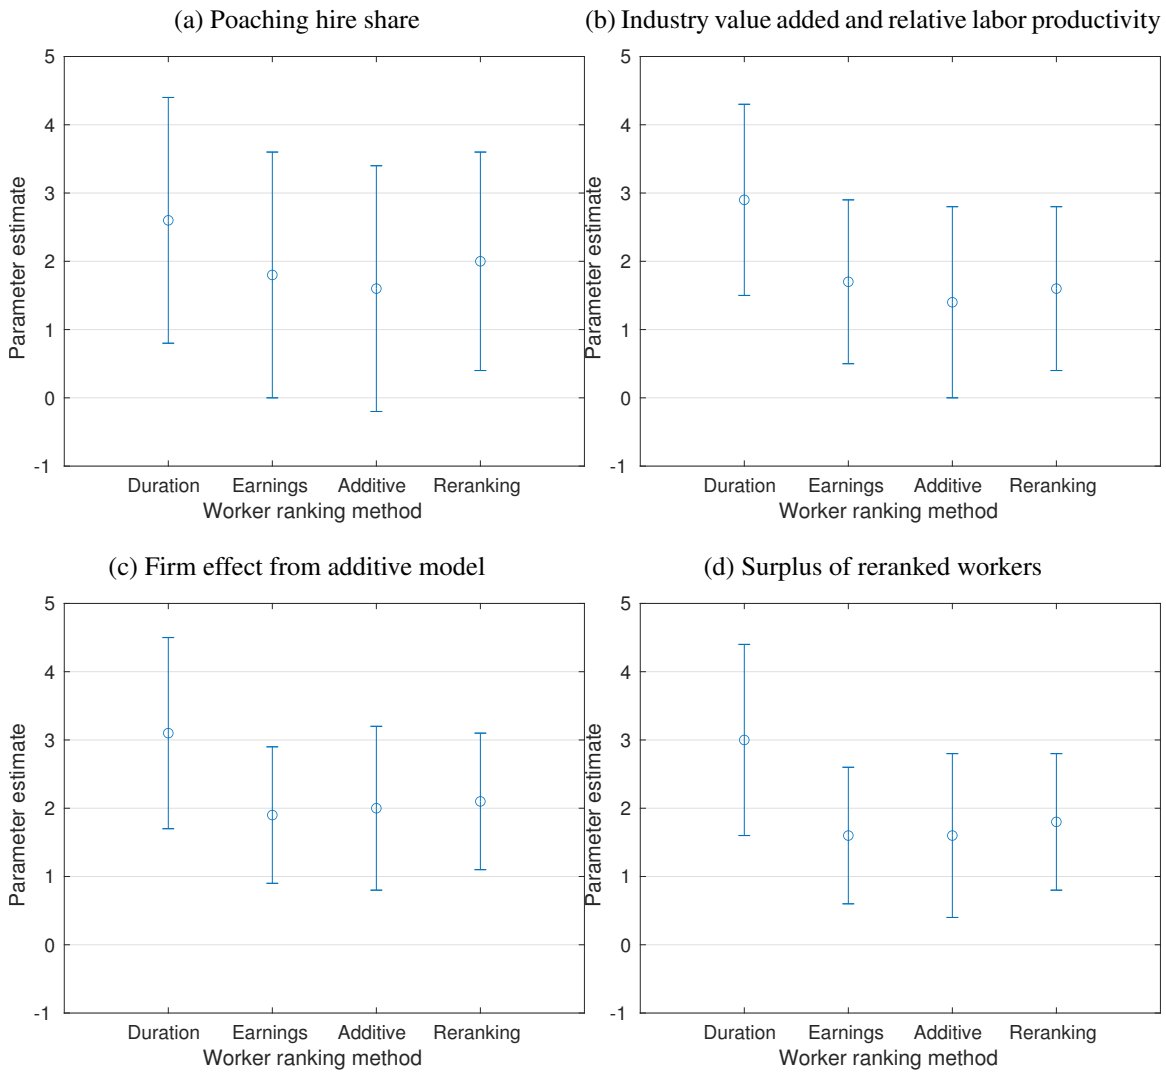 (a) Poaching hire share
5
4
3
2
1
0
-1
Parameter estimate
Duration Earnings Additive Reranking
Worker ranking method
(b) Industry value added and relative labor productivity
5
4
3
2
1
0
-1
Parameter estimate
Duration Earnings Additive Reranking
Worker ranking method
(c) Firm effect from additive model
5
4
3
2
1
0
-1
Parameter estimate
Duration Earnings Additive Reranking
Worker ranking method
(d) Surplus of reranked workers
5
4
3
2
1
0
-1
Parameter estimate
Duration Earnings Additive Reranking
Worker ranking method